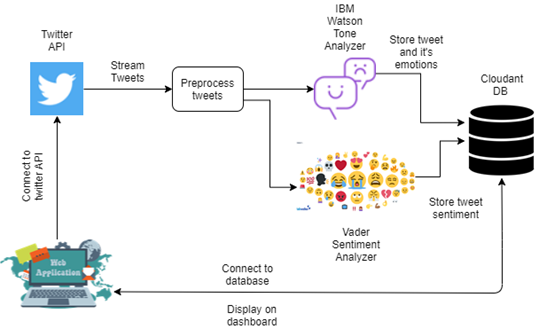 Twitter
API
Stream
Tweets
Preprocess
tweets
IBM
Watson
Tone
Analyzer
Store tweet
and it's
emotions
Cloudant
DB
Connect to
twitter API
Vader
Sentiment
Analyzer
Store tweet
sentiment
Web
Application
Connect to
database
Display on
dashboard